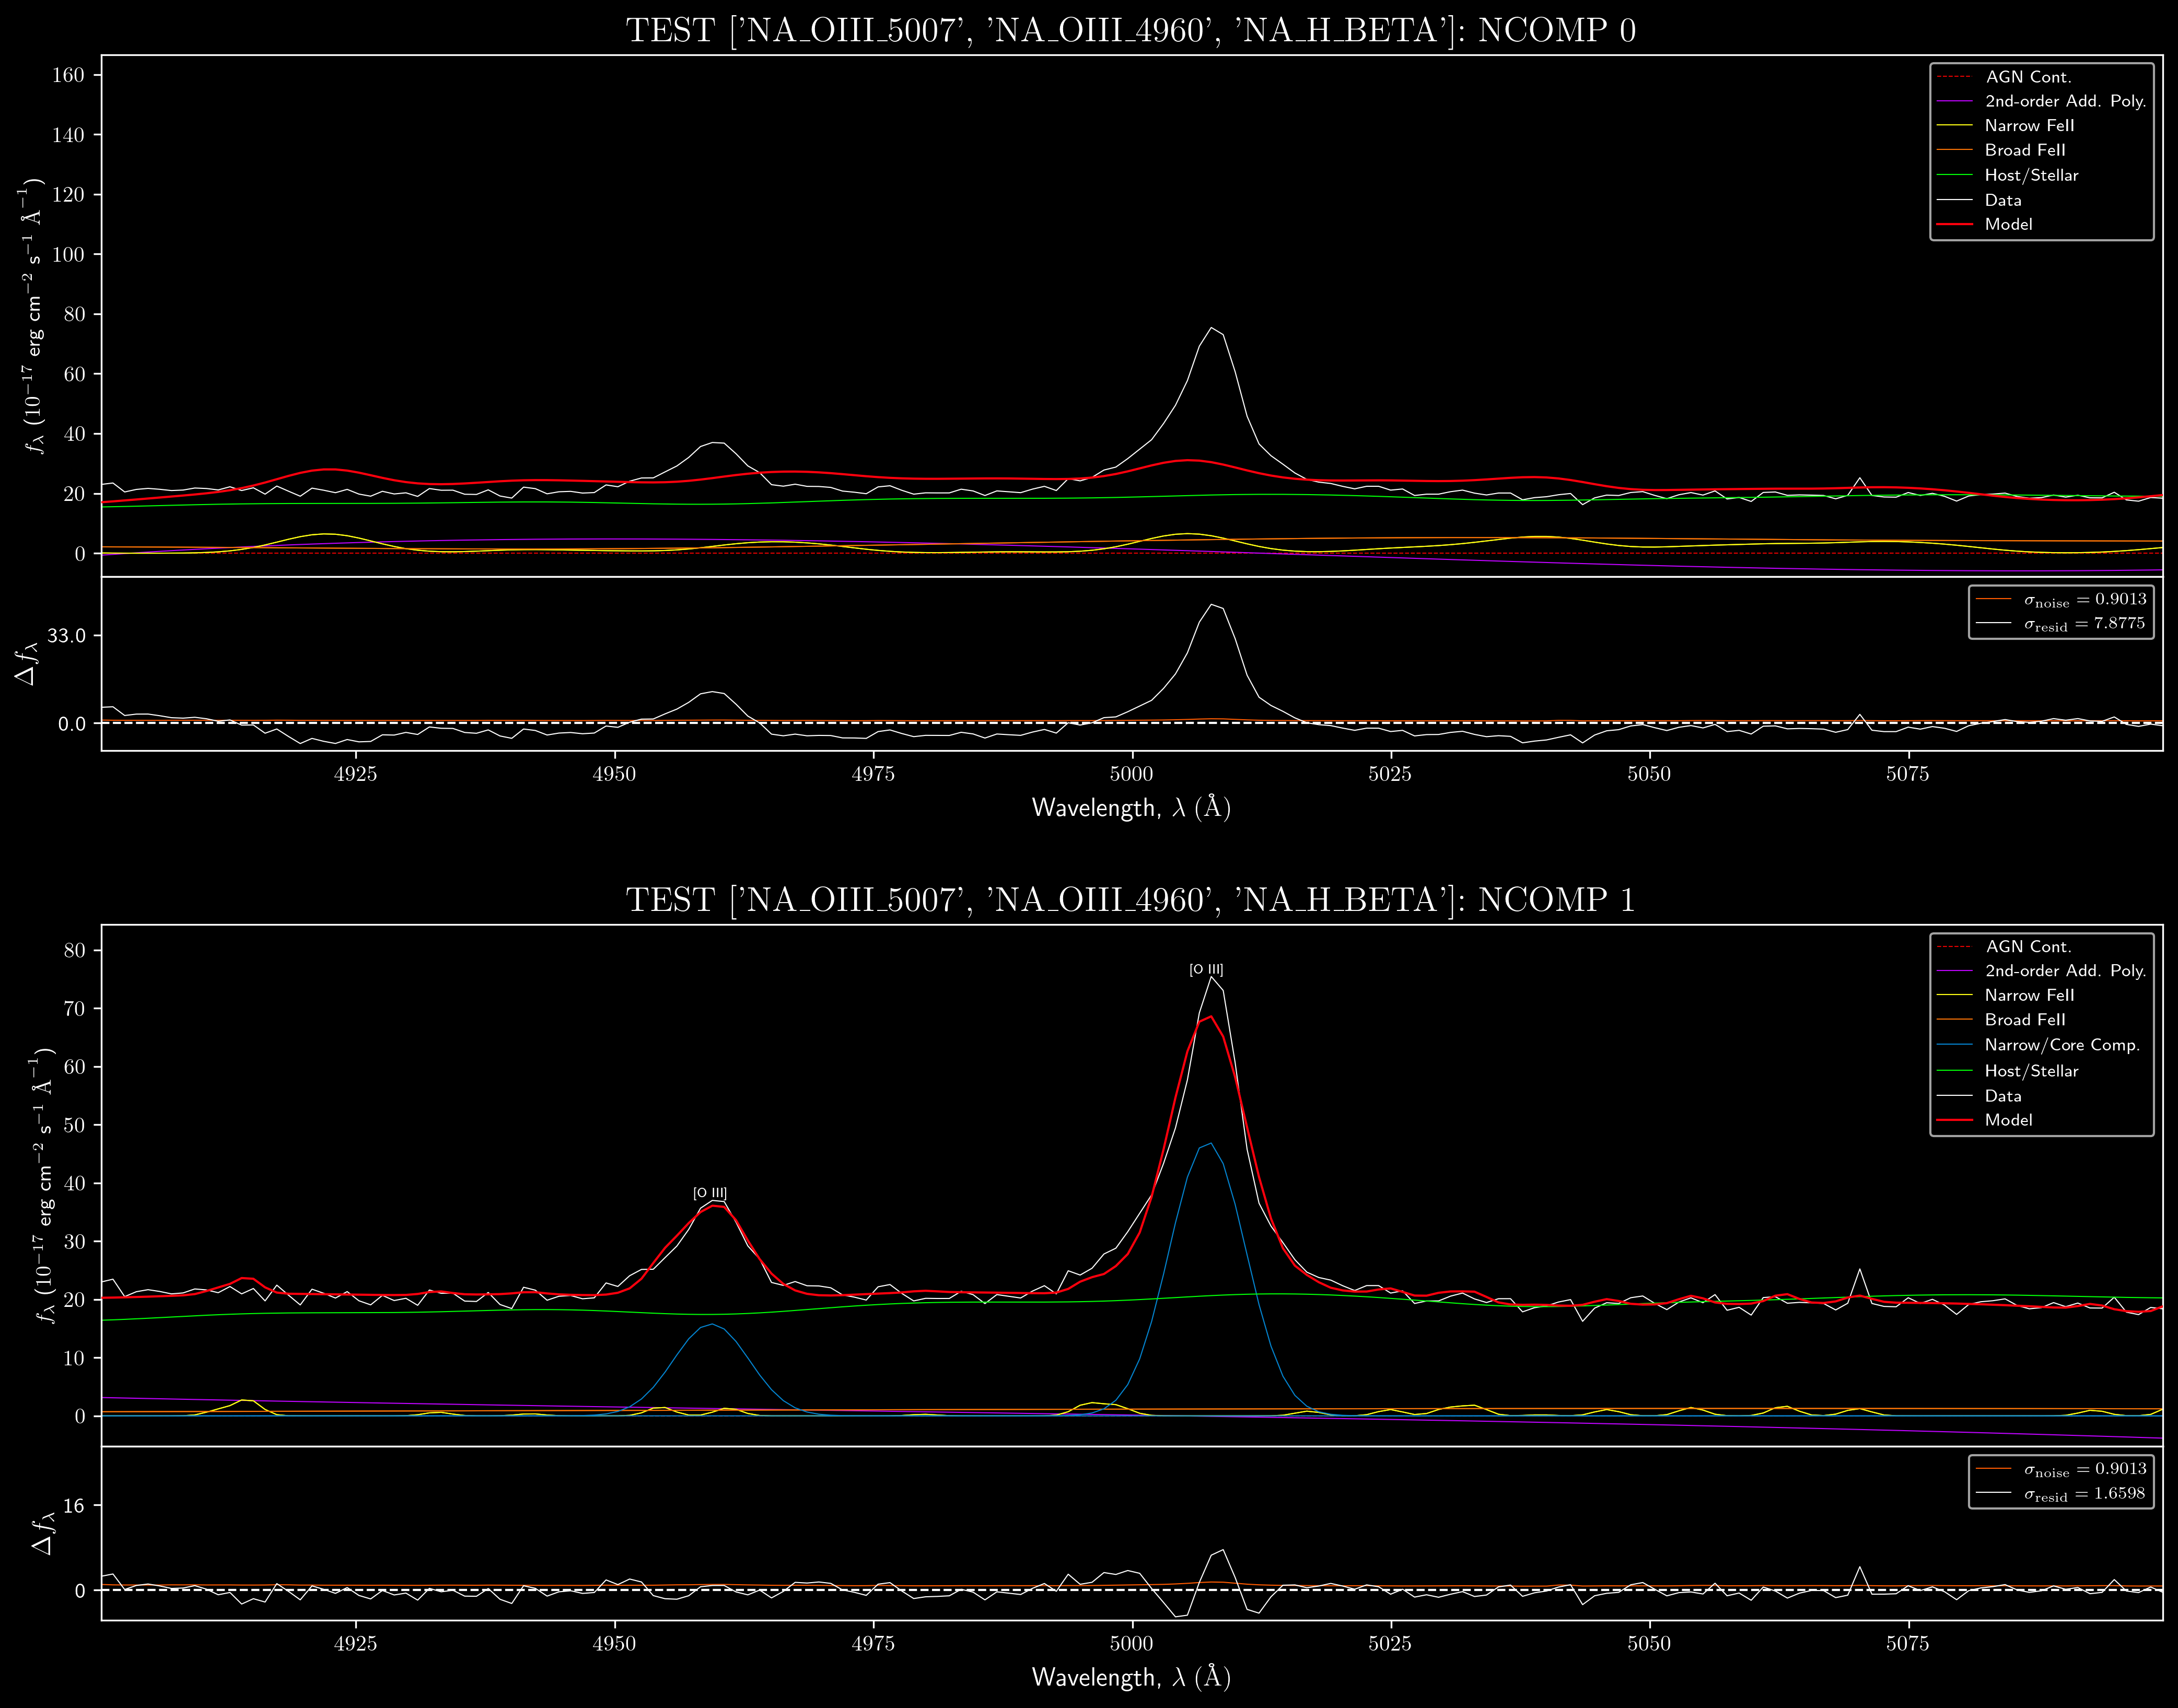 TEST ['NA_OIII_5007', 'NA_OIII_4960', 'NA_H_BETA']: NCOMP 0
160
140
120
100
80
60
40
20
0
fλ (10⁻¹⁷ erg cm⁻² s⁻¹ Å⁻¹)
AGN Cont.
2nd-order Add. Poly.
Narrow FeII
Broad FeII
Host/Stellar
Data
Model
33.0
0.0
Δfλ
σnoise = 0.9013
σresid = 7.8775
4925 4950 4975 5000 5025 5050 5075
Wavelength, λ (Å)
TEST ['NA_OIII_5007', 'NA_OIII_4960', 'NA_H_BETA']: NCOMP 1
80
70
60
50
40
30
20
10
0
fλ (10⁻¹⁷ erg cm⁻² s⁻¹ Å⁻¹)
[O III]
[O III]
AGN Cont.
2nd-order Add. Poly.
Narrow FeII
Broad FeII
Narrow/Core Comp.
Host/Stellar
Data
Model
16
0
Δfλ
σnoise = 0.9013
σresid = 1.6598
4925 4950 4975 5000 5025 5050 5075
Wavelength, λ (Å)